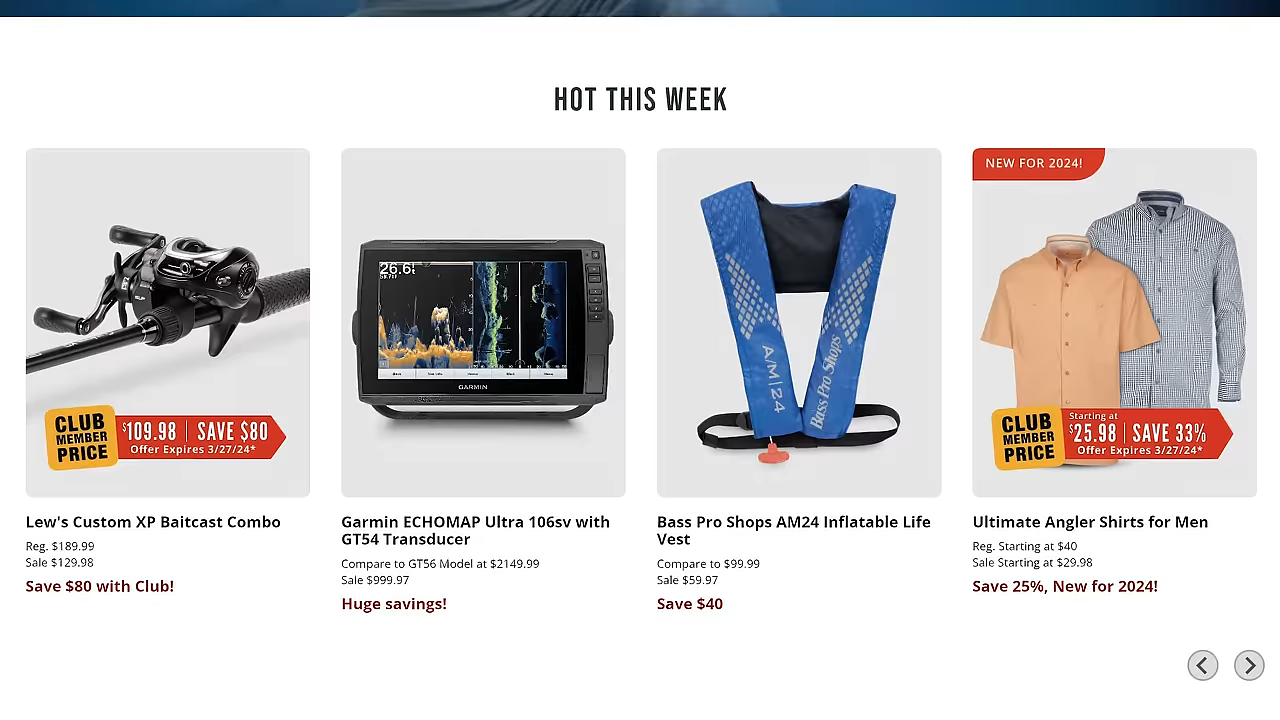 HOT THIS WEEK
CLUB
MEMBER
PRICE
$109.98 | SAVE $80
Offer Expires 3/27/24*
Lew's Custom XP Baitcast Combo
Reg. $189.99
Sale $129.98
Save $80 with Club!
26.6
GARMIN
Garmin ECHOMAP Ultra 106sv with
GT54 Transducer
Compare to GT56 Model at $2149.99
Sale $999.97
Huge savings!
A/M|24
Bass Pro Shops
Bass Pro Shops AM24 Inflatable Life
Vest
Compare to $99.99
Sale $59.97
Save $40
NEW FOR 2024!
CLUB
MEMBER
PRICE
Starting at
$25.98 | SAVE 33%
Offer Expires 3/27/24*
Ultimate Angler Shirts for Men
Reg. Starting at $40
Sale Starting at $29.98
Save 25%, New for 2024!